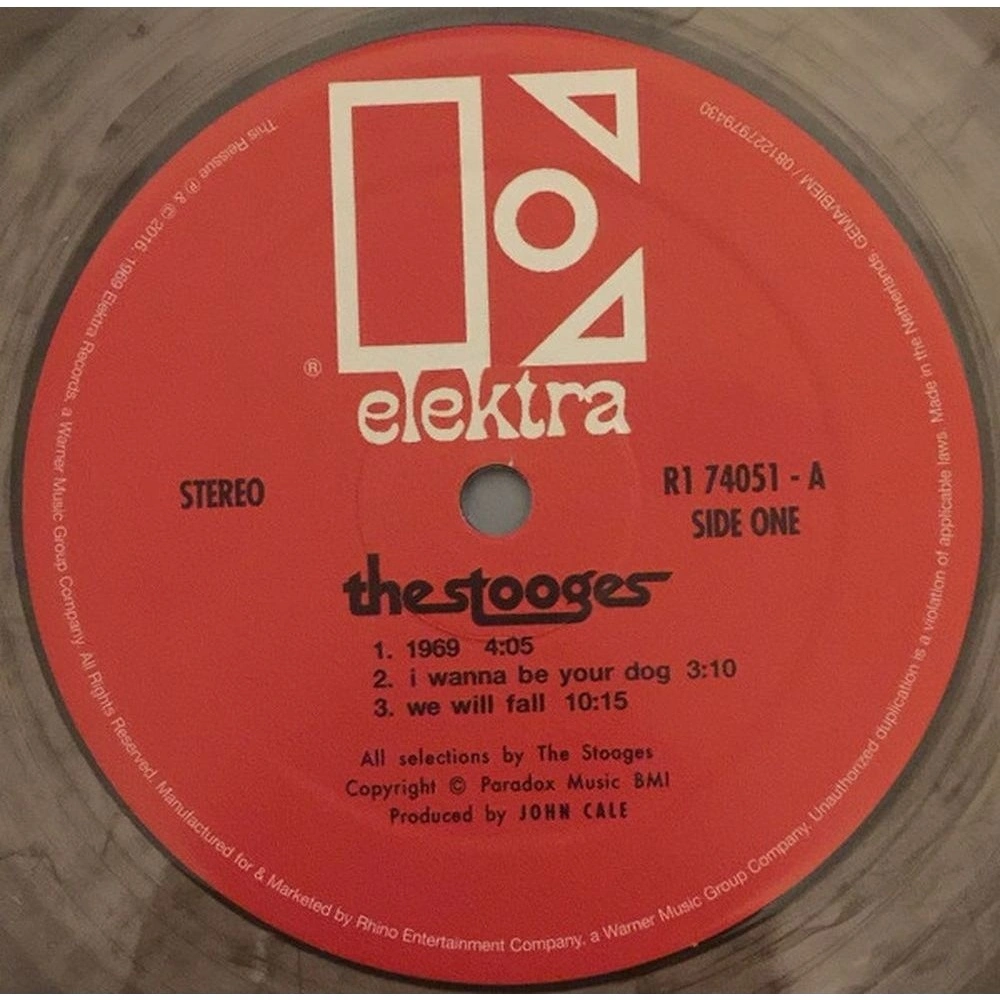 elektra
®
STEREO
R1 74051 - A
SIDE ONE
the stooges
1. 1969 4:05
2. i wanna be your dog 3:10
3. we will fall 10:15
All selections by The Stooges
Copyright © Paradox Music BMI
Produced by JOHN CALE
This Reissue ℗ & © 2016, 1969 Elektra Records, a Warner Music Group Company. All Rights Reserved. Manufactured for & Marketed by Rhino Entertainment Company, a Warner Music Group Company. Unauthorized duplication is a violation of applicable laws. Made in the Netherlands. GEMA/BIEM / 081227979430